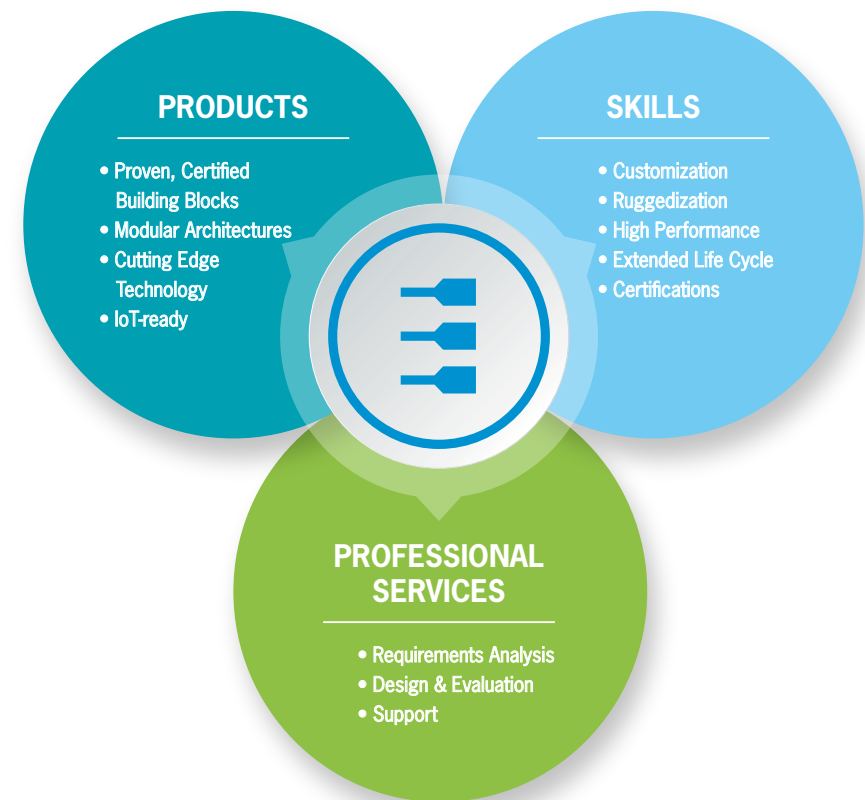 PRODUCTS
• Proven, Certified
Building Blocks
• Modular Architectures
• Cutting Edge
Technology
• IoT-ready
SKILLS
• Customization
• Ruggedization
• High Performance
• Extended Life Cycle
• Certifications
PROFESSIONAL
SERVICES
• Requirements Analysis
• Design & Evaluation
• Support